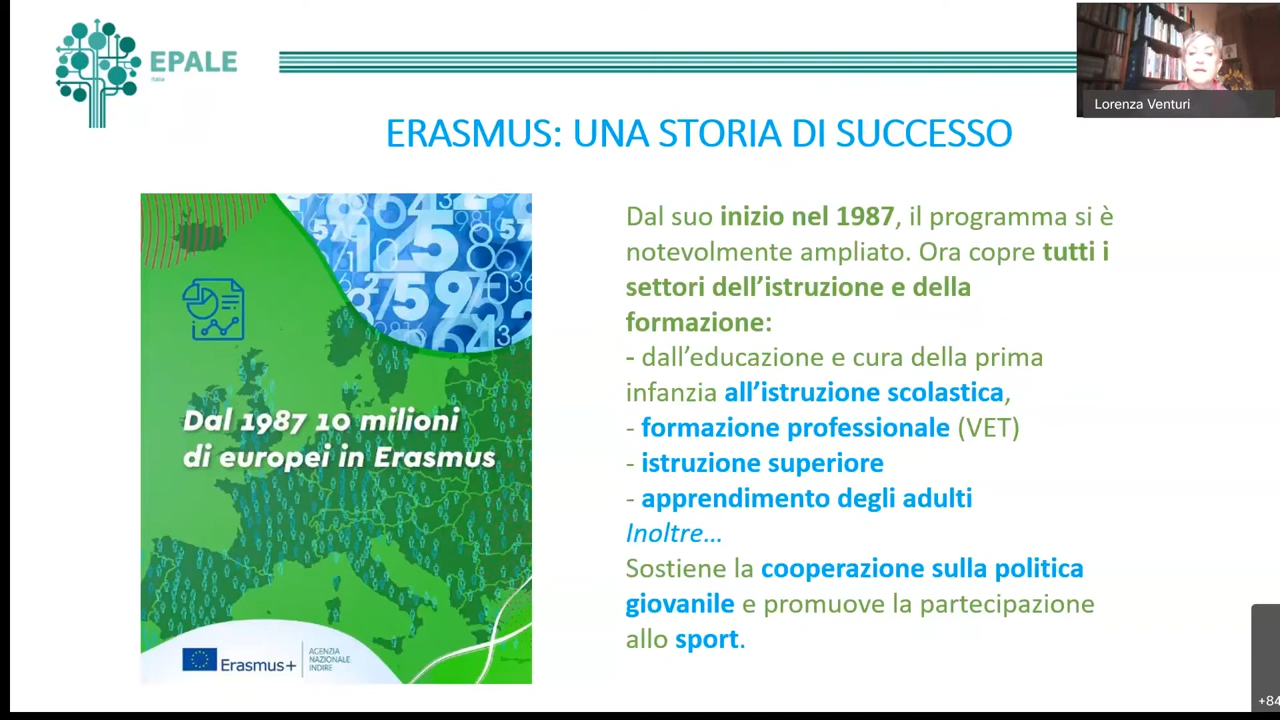 EPALE
Italia
Lorenza Venturi
ERASMUS: UNA STORIA DI SUCCESSO
Dal 1987 10 milioni
di europei in Erasmus
Erasmus+
AGENZIA
NAZIONALE
INDIRE
Dal suo inizio nel 1987, il programma si è
notevolmente ampliato. Ora copre tutti i
settori dell’istruzione e della
formazione:
- dall’educazione e cura della prima
infanzia all’istruzione scolastica,
- formazione professionale (VET)
- istruzione superiore
- apprendimento degli adulti
Inoltre…
Sostiene la cooperazione sulla politica
giovanile e promuove la partecipazione
allo sport.
+84